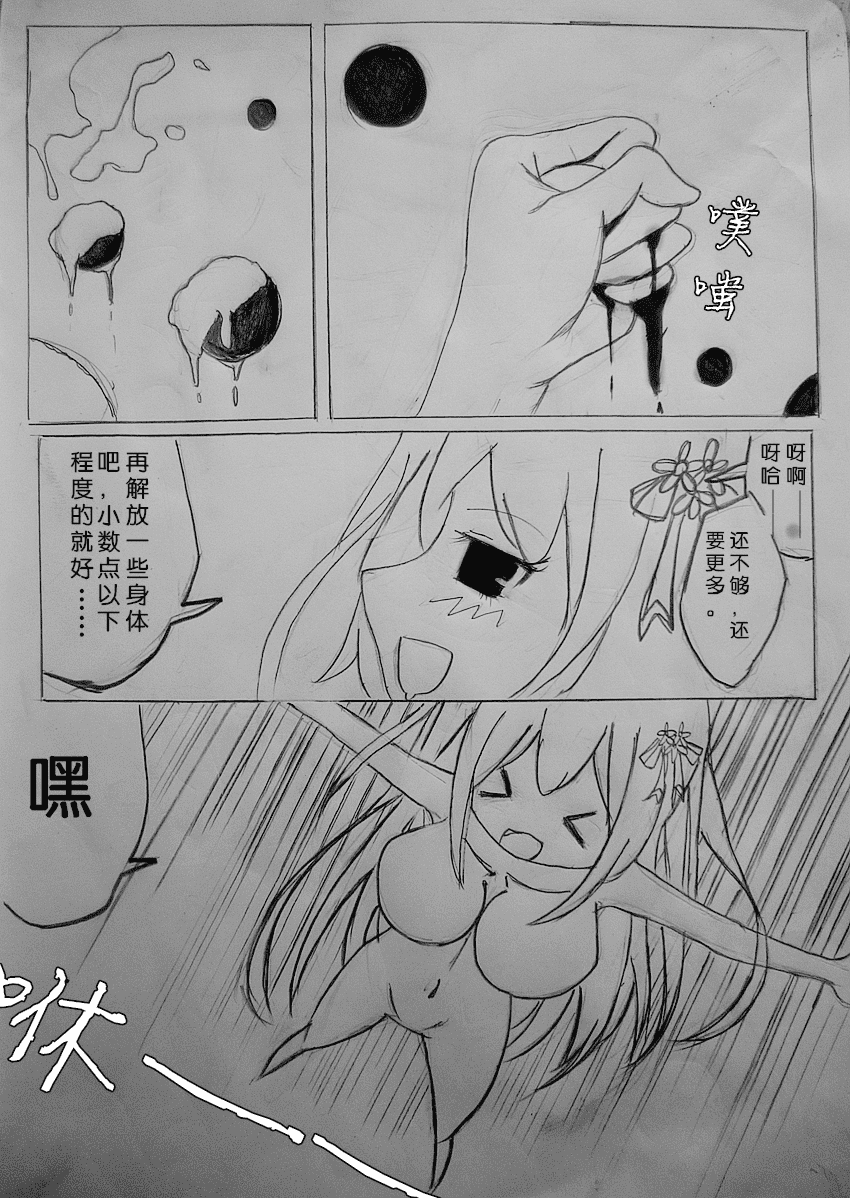 噗
嗤
呀啊
呀哈——
还不够，还
要更多。
再解放一些身体
吧，小数点以下
程度的就好……
嘿
咻——